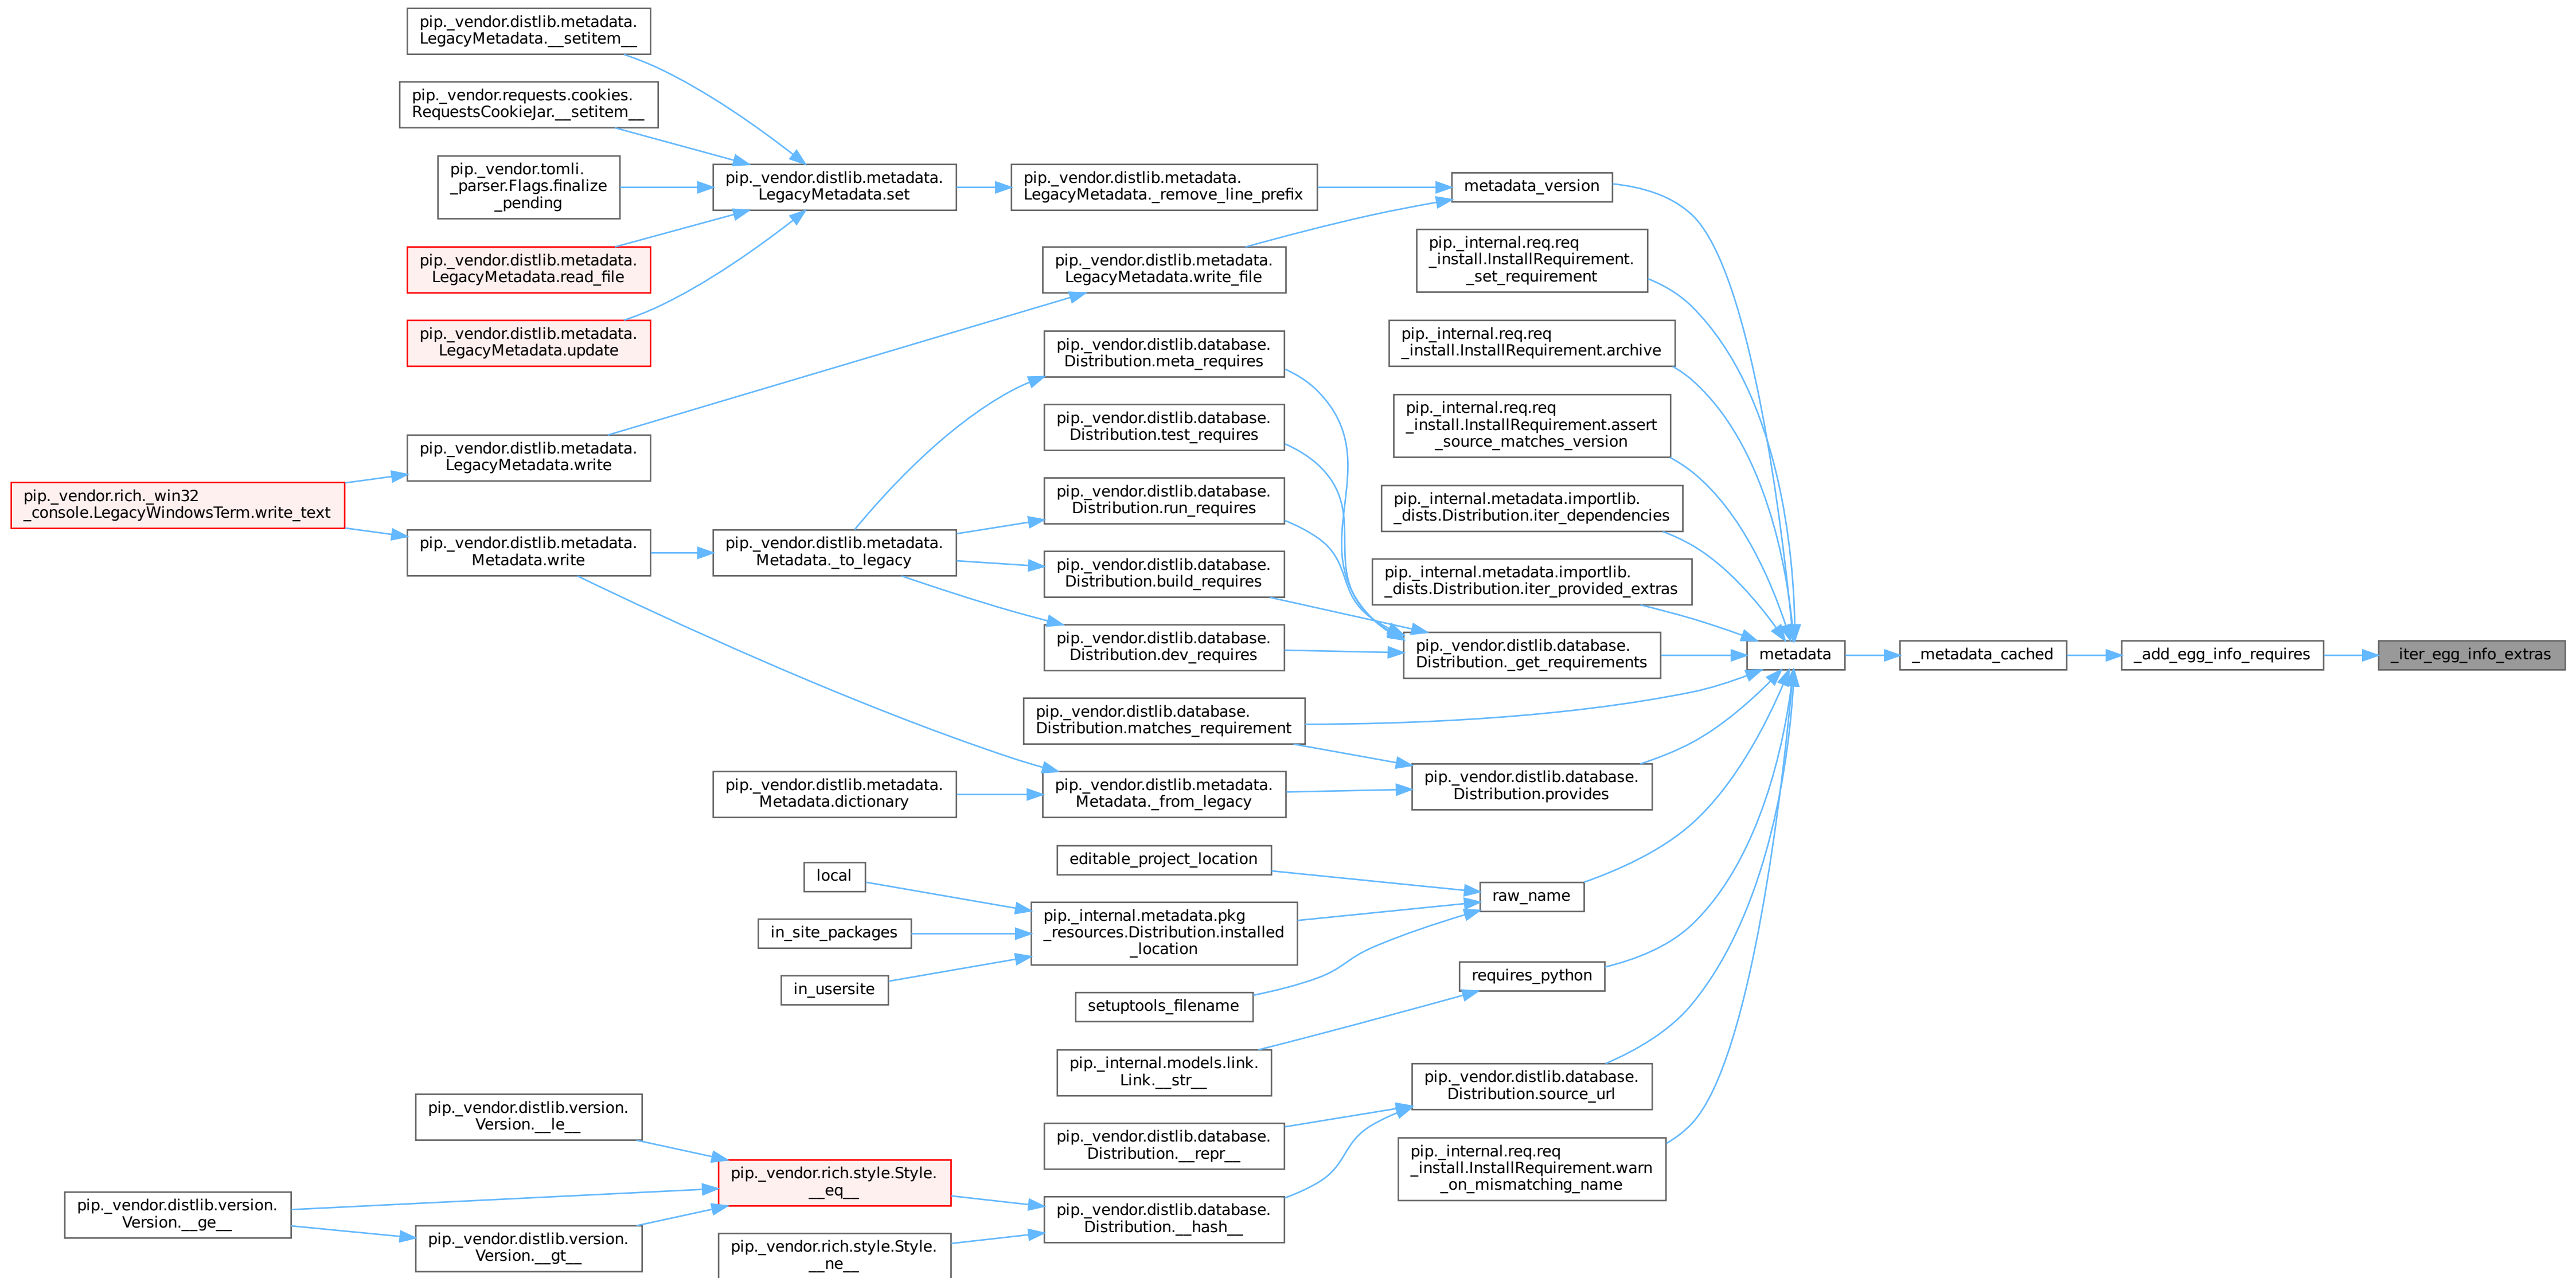 pip._vendor.distlib.metadata.
LegacyMetadata.__setitem__
pip._vendor.requests.cookies.
RequestsCookieJar.__setitem__
pip._vendor.tomli.
_parser.Flags.finalize
_pending
pip._vendor.distlib.metadata.
LegacyMetadata.read_file
pip._vendor.distlib.metadata.
LegacyMetadata.update
pip._vendor.distlib.metadata.
LegacyMetadata.set
pip._vendor.distlib.metadata.
LegacyMetadata._remove_line_prefix
metadata_version
pip._vendor.distlib.metadata.
LegacyMetadata.write_file
pip._internal.req.req
_install.InstallRequirement.
_set_requirement
pip._internal.req.req
_install.InstallRequirement.archive
pip._internal.req.req
_install.InstallRequirement.assert
_source_matches_version
pip._internal.metadata.importlib.
_dists.Distribution.iter_dependencies
pip._internal.metadata.importlib.
_dists.Distribution.iter_provided_extras
pip._vendor.distlib.database.
Distribution.meta_requires
pip._vendor.distlib.database.
Distribution.test_requires
pip._vendor.distlib.database.
Distribution.run_requires
pip._vendor.distlib.database.
Distribution.build_requires
pip._vendor.distlib.database.
Distribution.dev_requires
pip._vendor.distlib.metadata.
LegacyMetadata.write
pip._vendor.rich._win32
_console.LegacyWindowsTerm.write_text
pip._vendor.distlib.metadata.
Metadata.write
pip._vendor.distlib.metadata.
Metadata._to_legacy
pip._vendor.distlib.database.
Distribution._get_requirements
metadata
_metadata_cached
_add_egg_info_requires
_iter_egg_info_extras
pip._vendor.distlib.database.
Distribution.matches_requirement
pip._vendor.distlib.metadata.
Metadata.dictionary
pip._vendor.distlib.metadata.
Metadata._from_legacy
pip._vendor.distlib.database.
Distribution.provides
editable_project_location
local
in_site_packages
in_usersite
pip._internal.metadata.pkg
_resources.Distribution.installed
_location
raw_name
setuptools_filename
requires_python
pip._internal.models.link.
Link.__str__
pip._vendor.distlib.database.
Distribution.source_url
pip._vendor.distlib.database.
Distribution.__repr__
pip._internal.req.req
_install.InstallRequirement.warn
_on_mismatching_name
pip._vendor.distlib.version.
Version.__le__
pip._vendor.rich.style.Style.
__eq__
pip._vendor.distlib.version.
Version.__ge__
pip._vendor.distlib.version.
Version.__gt__
pip._vendor.distlib.database.
Distribution.__hash__
pip._vendor.rich.style.Style.
__ne__